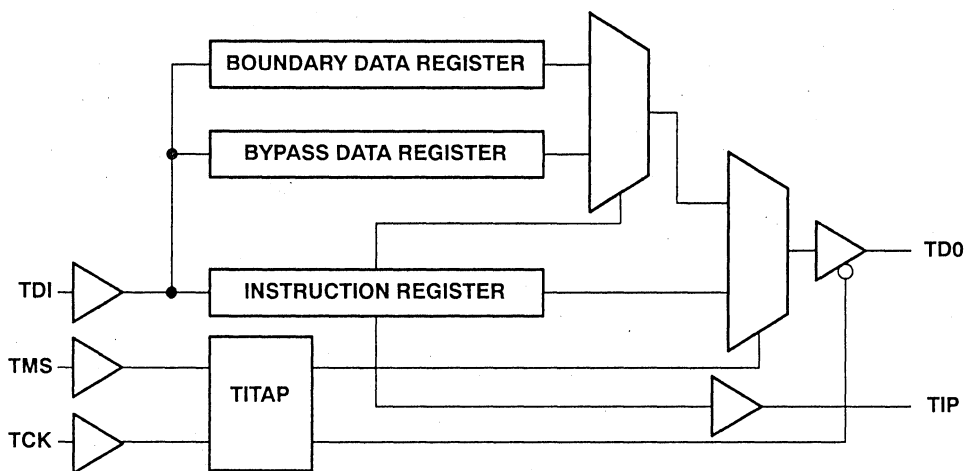 BOUNDARY DATA REGISTER
BYPASS DATA REGISTER
TD0
TDI
INSTRUCTION REGISTER
TMS
TITAP
TIP
TCK